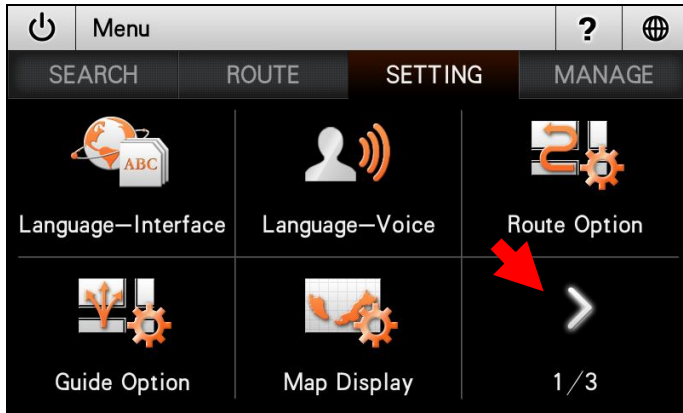 Menu ?
SEARCH ROUTE SETTING MANAGE
ABC
Language—Interface Language—Voice Route Option
Guide Option Map Display 1/3